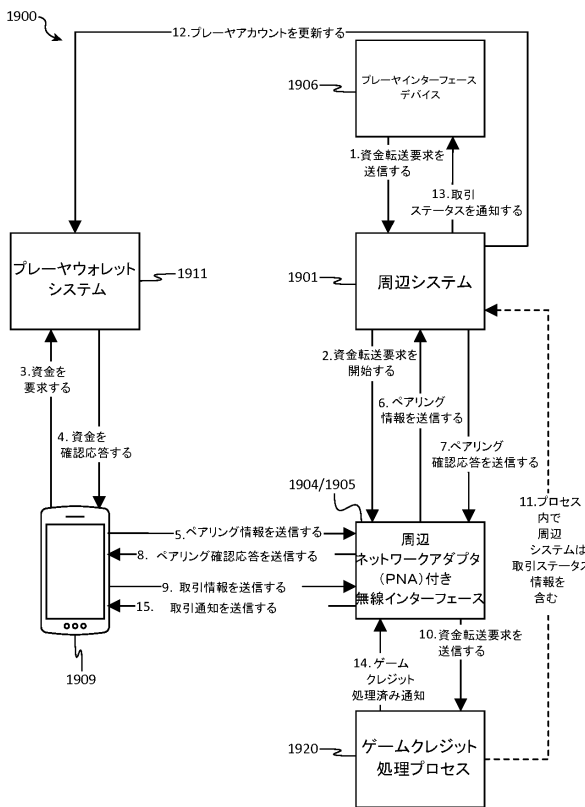 1900
12.プレーヤアカウントを更新する
1906
プレーヤインターフェース
デバイス
1.資金転送要求を
送信する
13.取引
ステータスを通知する
プレーヤウォレット
システム
1911
1901
周辺システム
3.資金を
要求する
4.資金を
確認応答する
2.資金転送要求を
開始する
6.ペアリング
情報を送信する
7.ペアリング
確認応答を送信する
1904/1905
5.ペアリング情報を送信する
8.ペアリング確認応答を送信する
9.取引情報を送信する
15.取引通知を送信する
周辺
ネットワークアダプタ
(PNA)付き
無線インターフェース
11.プロセス
内で
周辺
システムは
取引ステータス
情報を
含む
1909
14.ゲーム
クレジット
処理済み通知
10.資金転送要求を
送信する
1920
ゲームクレジット
処理プロセス